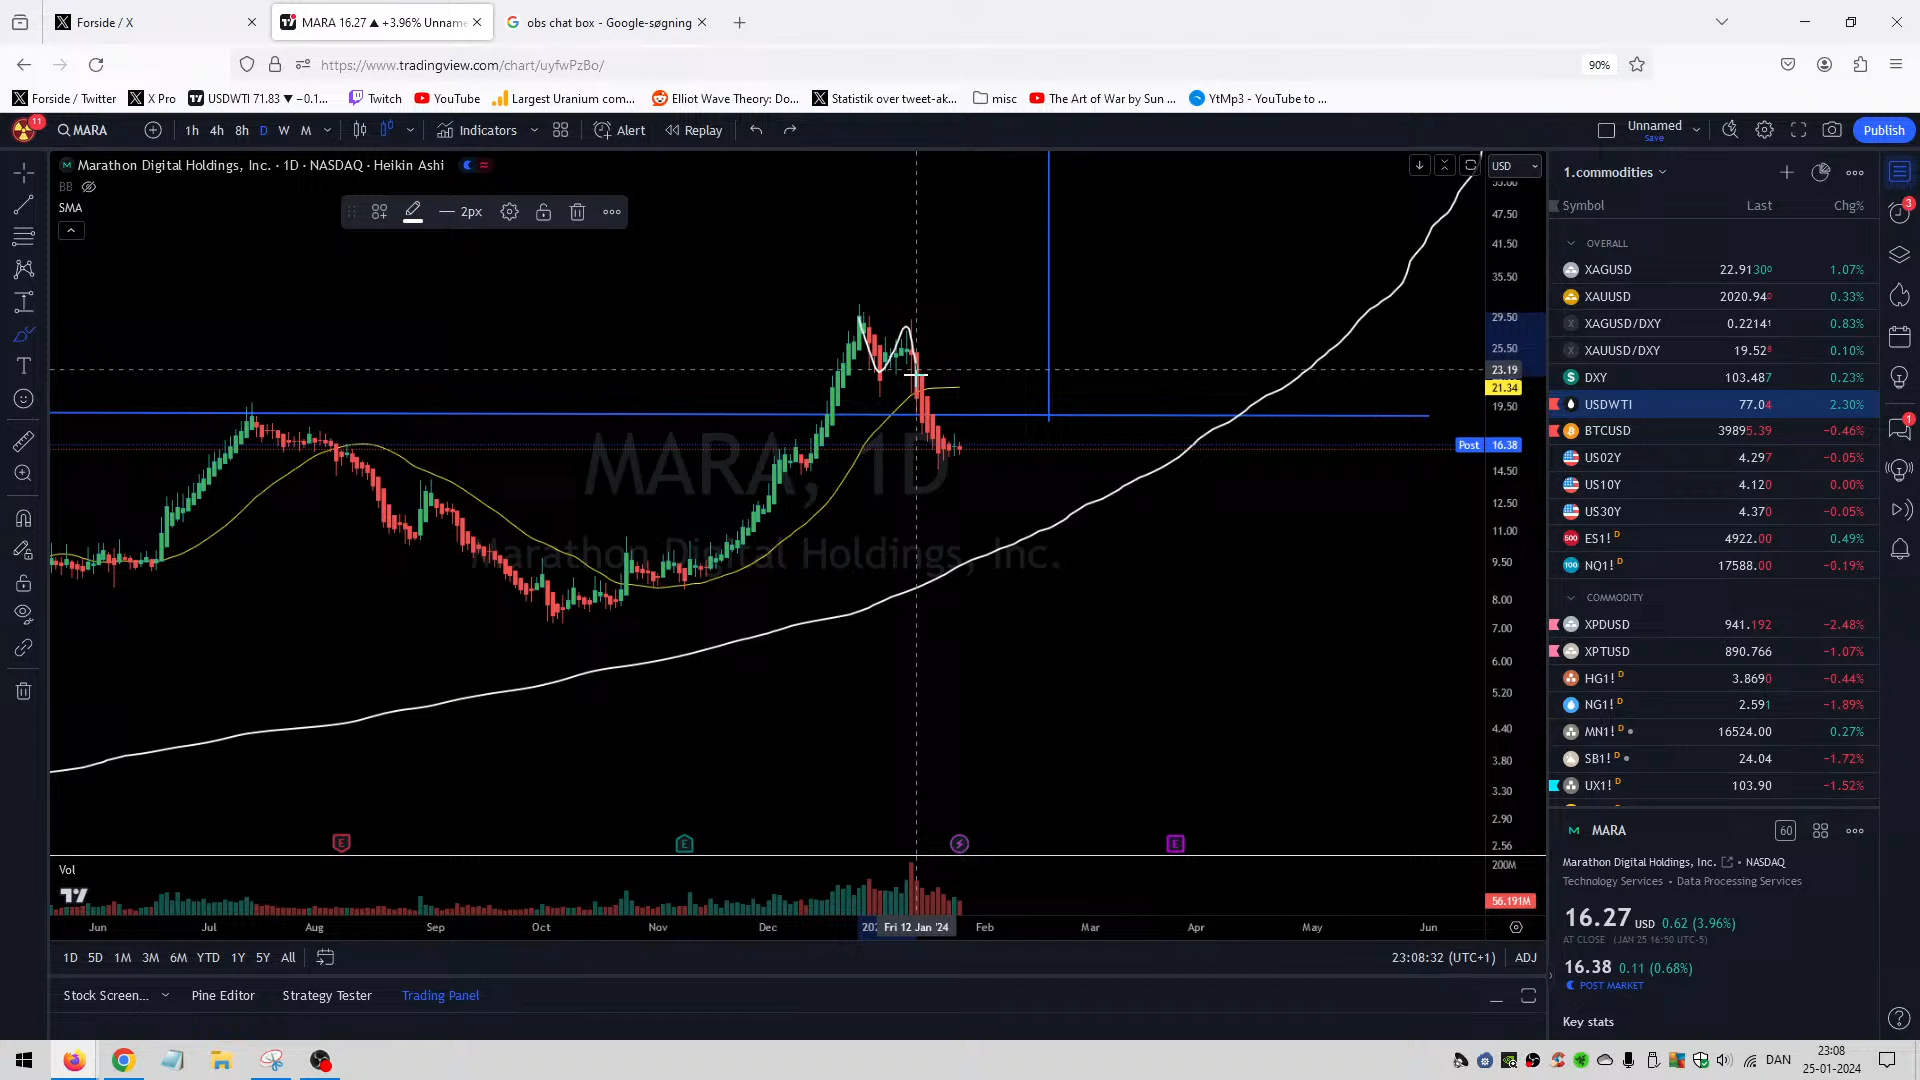 Forside / X
MARA 16.27 ▲ +3.96% Unname
obs chat box - Google-søgning
https://www.tradingview.com/chart/uyfwPzBo/
90%
Forside / Twitter
X Pro
USDWTI 71.83 ▼ −0.1...
Twitch
YouTube
Largest Uranium com...
Elliot Wave Theory: Do...
Statistik over tweet-ak...
misc
The Art of War by Sun ...
YtMp3 - YouTube to ...
11
MARA
1h 4h 8h D W M
Indicators
Alert
Replay
Unnamed
Save
Publish
Marathon Digital Holdings, Inc. · 1D · NASDAQ · Heikin Ashi
BB
SMA
2px
USD
55.00
47.50
41.50
35.50
29.50
25.50
23.19
21.34
19.50
Post 16.38
14.50
12.50
11.00
9.50
8.00
7.00
6.00
5.20
4.40
3.80
3.30
2.90
2.56
200M
56.191M
MARA, 1D
Marathon Digital Holdings, Inc.
E
E
E
Vol
Jun Jul Aug Sep Oct Nov Dec 202 Fri 12 Jan '24 Feb Mar Apr May Jun
1D 5D 1M 3M 6M YTD 1Y 5Y All
23:08:32 (UTC+1) ADJ
Stock Screen... Pine Editor Strategy Tester Trading Panel
1.commodities
Symbol Last Chg%
OVERALL
XAGUSD 22.9130 1.07%
XAUUSD 2020.940 0.33%
XAGUSD/DXY 0.2214 0.83%
XAUUSD/DXY 19.52 0.10%
DXY 103.487 0.23%
USDWTI 77.04 2.30%
BTCUSD 39895.39 −0.46%
US02Y 4.297 −0.05%
US10Y 4.120 0.00%
US30Y 4.370 −0.05%
500 ES1! D 4922.00 0.49%
100 NQ1! D 17588.00 −0.19%
COMMODITY
XPDUSD 941.192 −2.48%
XPTUSD 890.766 −1.07%
HG1! D 3.8690 −0.44%
NG1! D 2.591 −1.89%
MN1! D 16524.00 0.27%
SB1! D 24.04 −1.72%
UX1! D 103.90 −1.52%
3
1
M MARA 60
Marathon Digital Holdings, Inc. • NASDAQ
Technology Services • Data Processing Services
16.27 USD 0.62 (3.96%)
AT CLOSE (JAN 25 16:50 UTC-5)
16.38 0.11 (0.68%)
POST MARKET
Key stats
DAN
23:08
25-01-2024